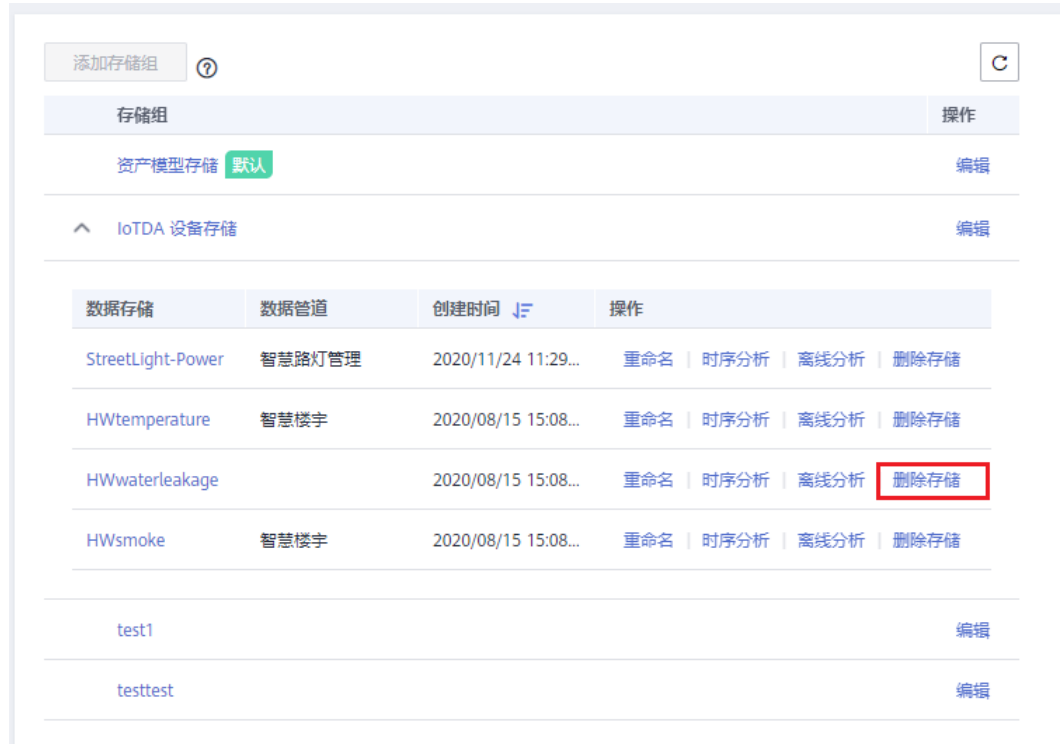 添加存储组
存储组 操作
资产模型存储 默认 编辑
IoTDA 设备存储 编辑
数据存储 数据管道 创建时间 操作
StreetLight-Power 智慧路灯管理 2020/11/24 11:29... 重命名 | 时序分析 | 离线分析 | 删除存储
HWtemperature 智慧楼宇 2020/08/15 15:08... 重命名 | 时序分析 | 离线分析 | 删除存储
HWwaterleakage 2020/08/15 15:08... 重命名 | 时序分析 | 离线分析 | 删除存储
HWsmoke 智慧楼宇 2020/08/15 15:08... 重命名 | 时序分析 | 离线分析 | 删除存储
test1 编辑
testtest 编辑